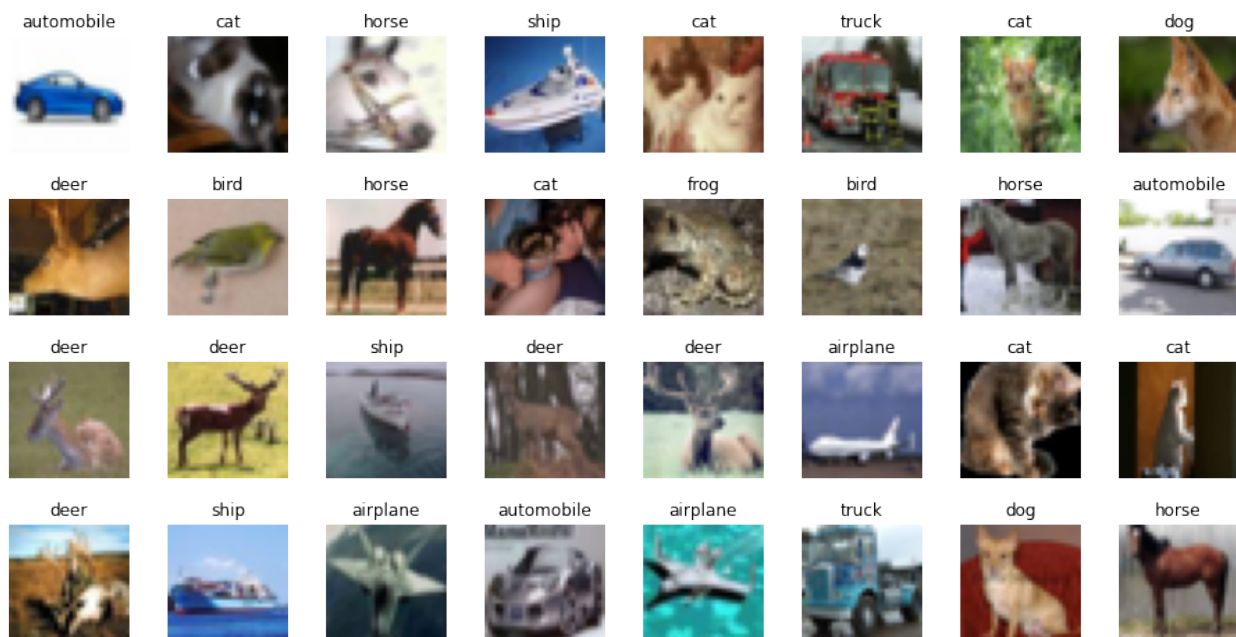 automobile cat horse ship cat truck cat dog
deer bird horse cat frog bird horse automobile
deer deer ship deer deer airplane cat cat
deer ship airplane automobile airplane truck dog horse